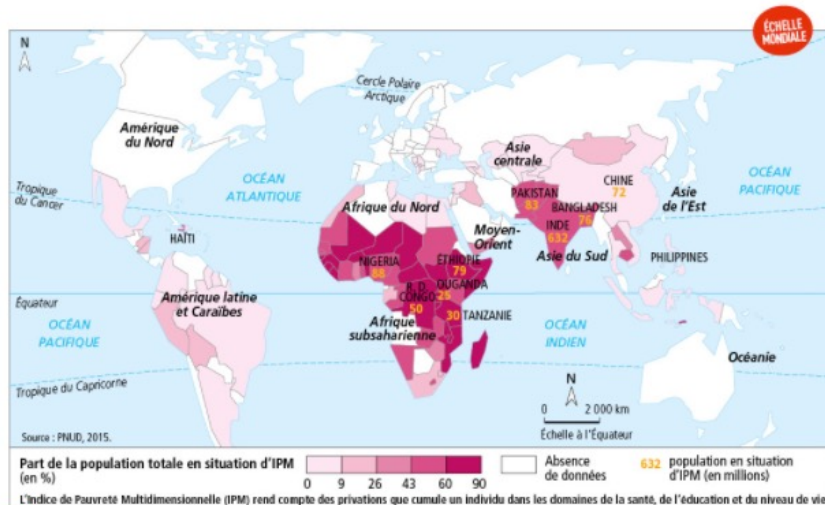 ÉCHELLE
MONDIALE
N
Cercle Polaire
Arctique
Amérique
du Nord
Asie
centrale
OCÉAN
ATLANTIQUE
OCÉAN
PACIFIQUE
Tropique
du Cancer
CHINE
72
PAKISTAN
83
BANGLADESH
76
Asie
de l'Est
Afrique du Nord
INDE
632
Moyen-
Orient
HAÏTI
Asie du Sud
PHILIPPINES
NIGERIA
88
ÉTHIOPIE
79
OUGANDA
25
R. D.
CONGO
50
30
TANZANIE
Équateur
Amérique latine
et Caraïbes
Afrique
subsaharienne
OCÉAN
PACIFIQUE
OCÉAN
INDIEN
Océanie
Tropique du Capricorne
N
0 2 000 km
Échelle à l'Équateur
Source : PNUD, 2015.
Part de la population totale en situation d'IPM
(en %)
0 9 26 43 60 90
Absence
de données
632 population en situation
d'IPM (en millions)
L'Indice de Pauvreté Multidimensionnelle (IPM) rend compte des privations que cumule un individu dans les domaines de la santé, de l'éducation et du niveau de vie